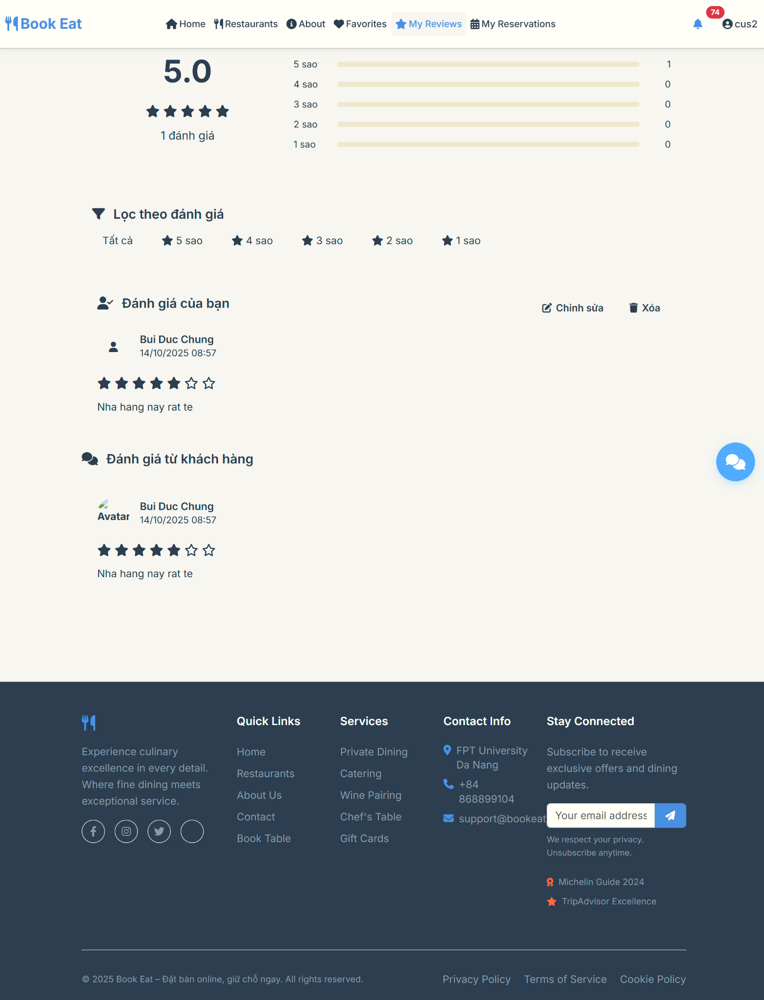 Book Eat
Home
Restaurants
About
Favorites
My Reviews
My Reservations
74
cus2
5.0
1 đánh giá
5 sao 1
4 sao 0
3 sao 0
2 sao 0
1 sao 0
Lọc theo đánh giá
Tất cả
5 sao
4 sao
3 sao
2 sao
1 sao
Đánh giá của bạn
Chỉnh sửa
Xóa
Bui Duc Chung
14/10/2025 08:57
Nha hang nay rat te
Đánh giá từ khách hàng
Avatar
Bui Duc Chung
14/10/2025 08:57
Nha hang nay rat te
Experience culinary
excellence in every detail.
Where fine dining meets
exceptional service.
Quick Links
Home
Restaurants
About Us
Contact
Book Table
Services
Private Dining
Catering
Wine Pairing
Chef's Table
Gift Cards
Contact Info
FPT University
Da Nang
+84
868899104
support@bookeat
Stay Connected
Subscribe to receive
exclusive offers and dining
updates.
Your email address
We respect your privacy.
Unsubscribe anytime.
Michelin Guide 2024
TripAdvisor Excellence
© 2025 Book Eat – Đặt bàn online, giữ chỗ ngay. All rights reserved.
Privacy Policy
Terms of Service
Cookie Policy